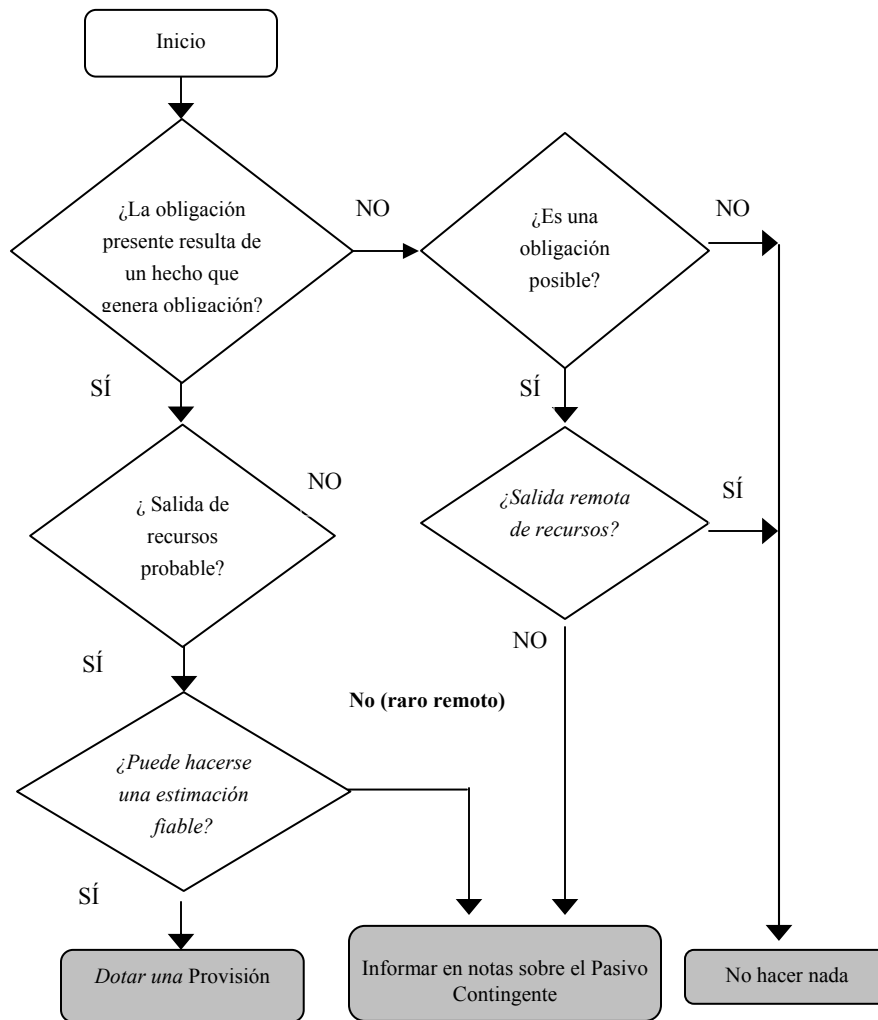 Inicio
¿La obligación
presente resulta de
un hecho que
genera obligación?
NO
¿Es una
obligación
posible?
NO
SÍ
SÍ
¿ Salida de
recursos
probable?
NO
¿Salida remota
de recursos?
SÍ
SÍ
NO
No (raro remoto)
¿Puede hacerse
una estimación
fiable?
SÍ
Dotar una Provisión
Informar en notas sobre el Pasivo
Contingente
No hacer nada